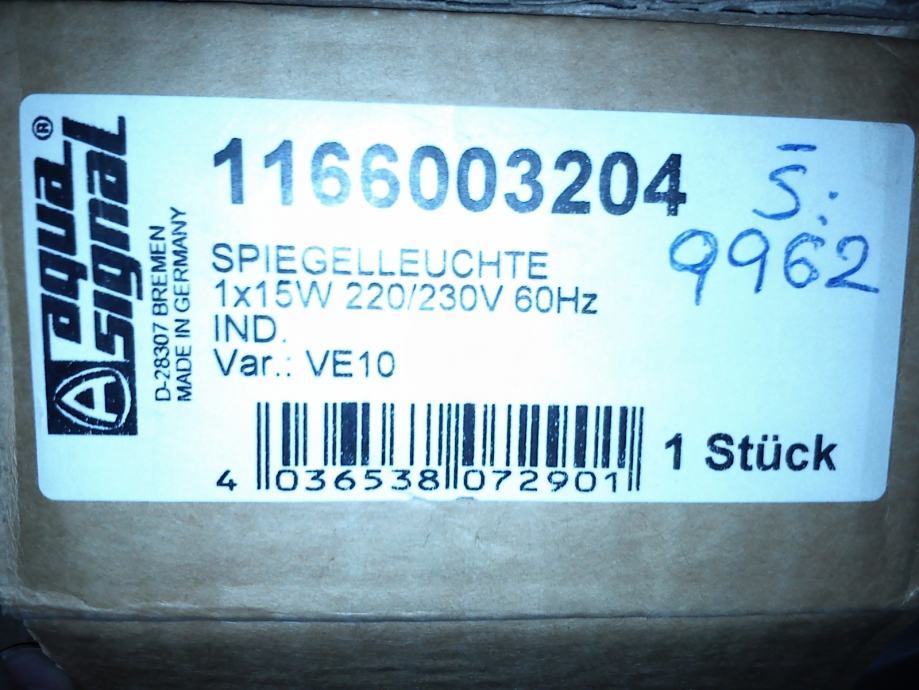 aqua®
signal
D-28307 BREMEN
MADE IN GERMANY
1166003204
SPIEGELLEUCHTE
1x15W 220/230V 60Hz
IND.
Var.: VE10
4 036538 072901
1 Stück
S:
9962